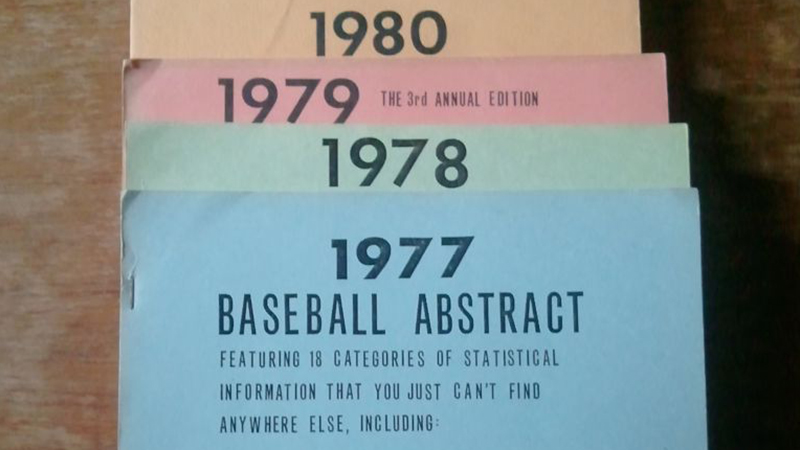 1980
1979 THE 3rd ANNUAL EDITION
1978
1977
BASEBALL ABSTRACT
FEATURING 18 CATEGORIES OF STATISTICAL
INFORMATION THAT YOU JUST CAN'T FIND
ANYWHERE ELSE, INCLUDING: